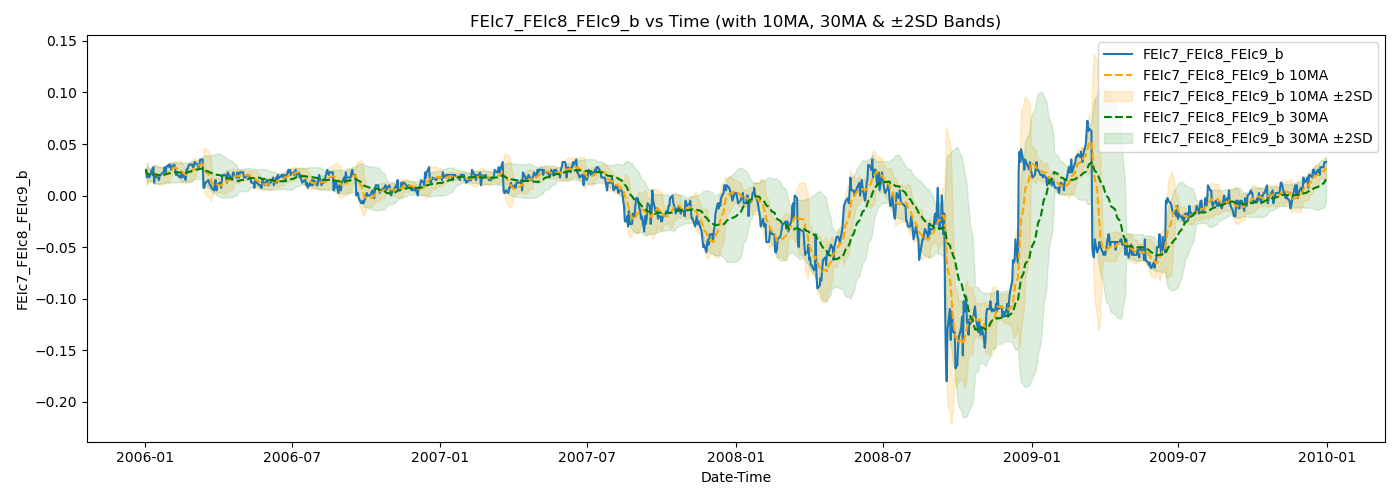 FEIc7_FEIc8_FEIc9_b vs Time (with 10MA, 30MA & ±2SD Bands)
FEIc7_FEIc8_FEIc9_b
0.15
0.10
0.05
0.00
−0.05
−0.10
−0.15
−0.20
FEIc7_FEIc8_FEIc9_b
FEIc7_FEIc8_FEIc9_b 10MA
FEIc7_FEIc8_FEIc9_b 10MA ±2SD
FEIc7_FEIc8_FEIc9_b 30MA
FEIc7_FEIc8_FEIc9_b 30MA ±2SD
2006-01 2006-07 2007-01 2007-07 2008-01 2008-07 2009-01 2009-07 2010-01
Date-Time